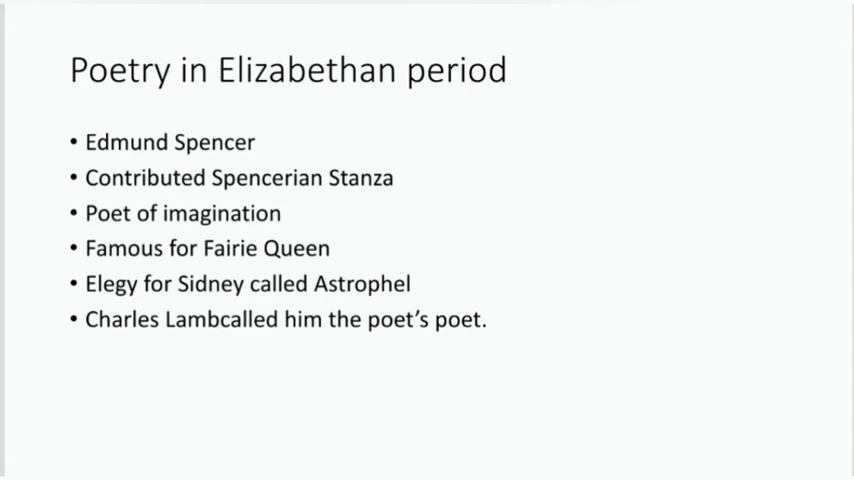 Poetry in Elizabethan period
• Edmund Spencer
• Contributed Spencerian Stanza
• Poet of imagination
• Famous for Fairie Queen
• Elegy for Sidney called Astrophel
• Charles Lambcalled him the poet’s poet.